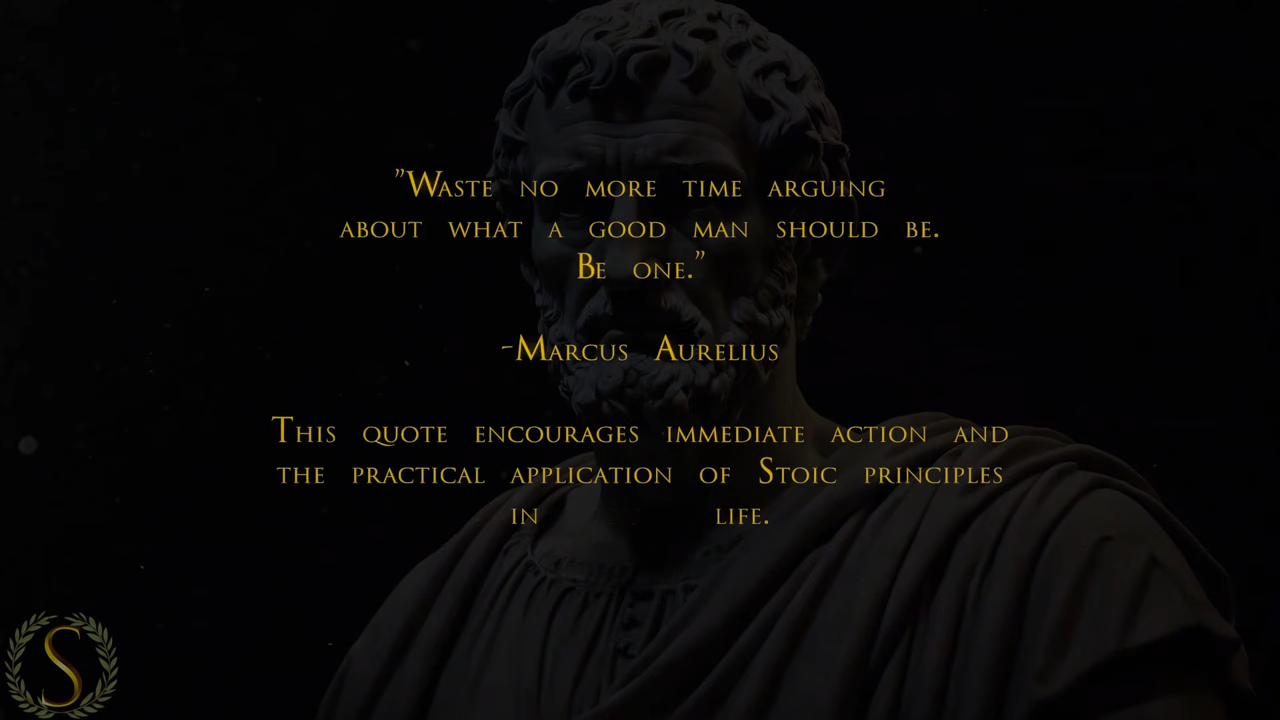 "Waste no more time arguing
about what a good man should be.
Be one."
-Marcus Aurelius
This quote encourages immediate action and
the practical application of Stoic principles
in life.
S